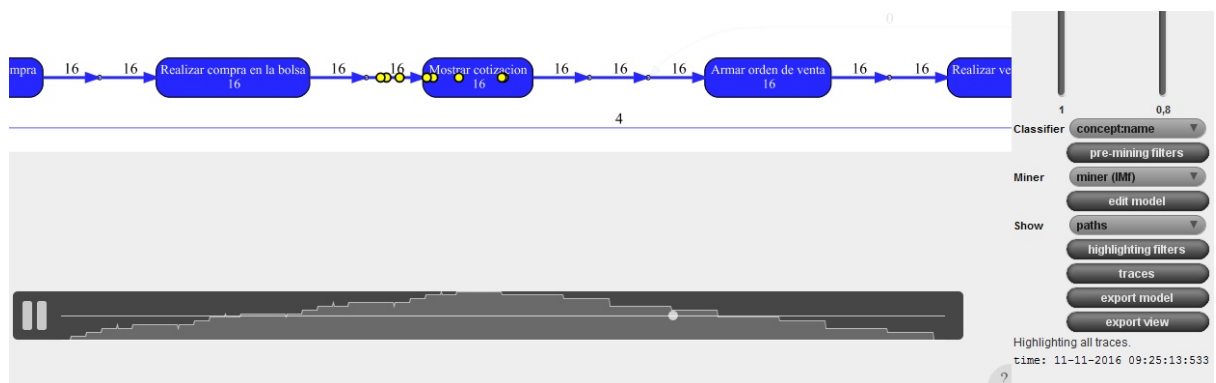 0
mpra
16
16
Realizar compra en la bolsa
16
16
16
Mostrar cotizacion
16
16
16
16
Armar orden de venta
16
16
16
Realizar ve
4
1
0,8
Classifier
concept:name
pre-mining filters
Miner
miner (IMf)
edit model
Show
paths
highlighting filters
traces
export model
export view
Highlighting all traces.
time: 11-11-2016 09:25:13:533
?